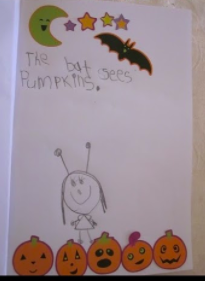 The bat sees
Pumpkins.